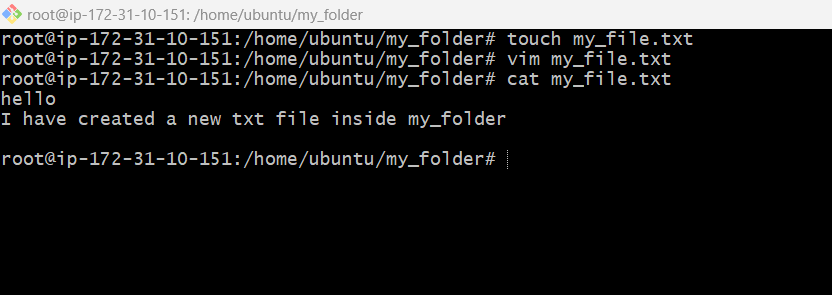 root@ip-172-31-10-151: /home/ubuntu/my_folder
root@ip-172-31-10-151:/home/ubuntu/my_folder# touch my_file.txt
root@ip-172-31-10-151:/home/ubuntu/my_folder# vim my_file.txt
root@ip-172-31-10-151:/home/ubuntu/my_folder# cat my_file.txt
hello
I have created a new txt file inside my_folder
root@ip-172-31-10-151:/home/ubuntu/my_folder#